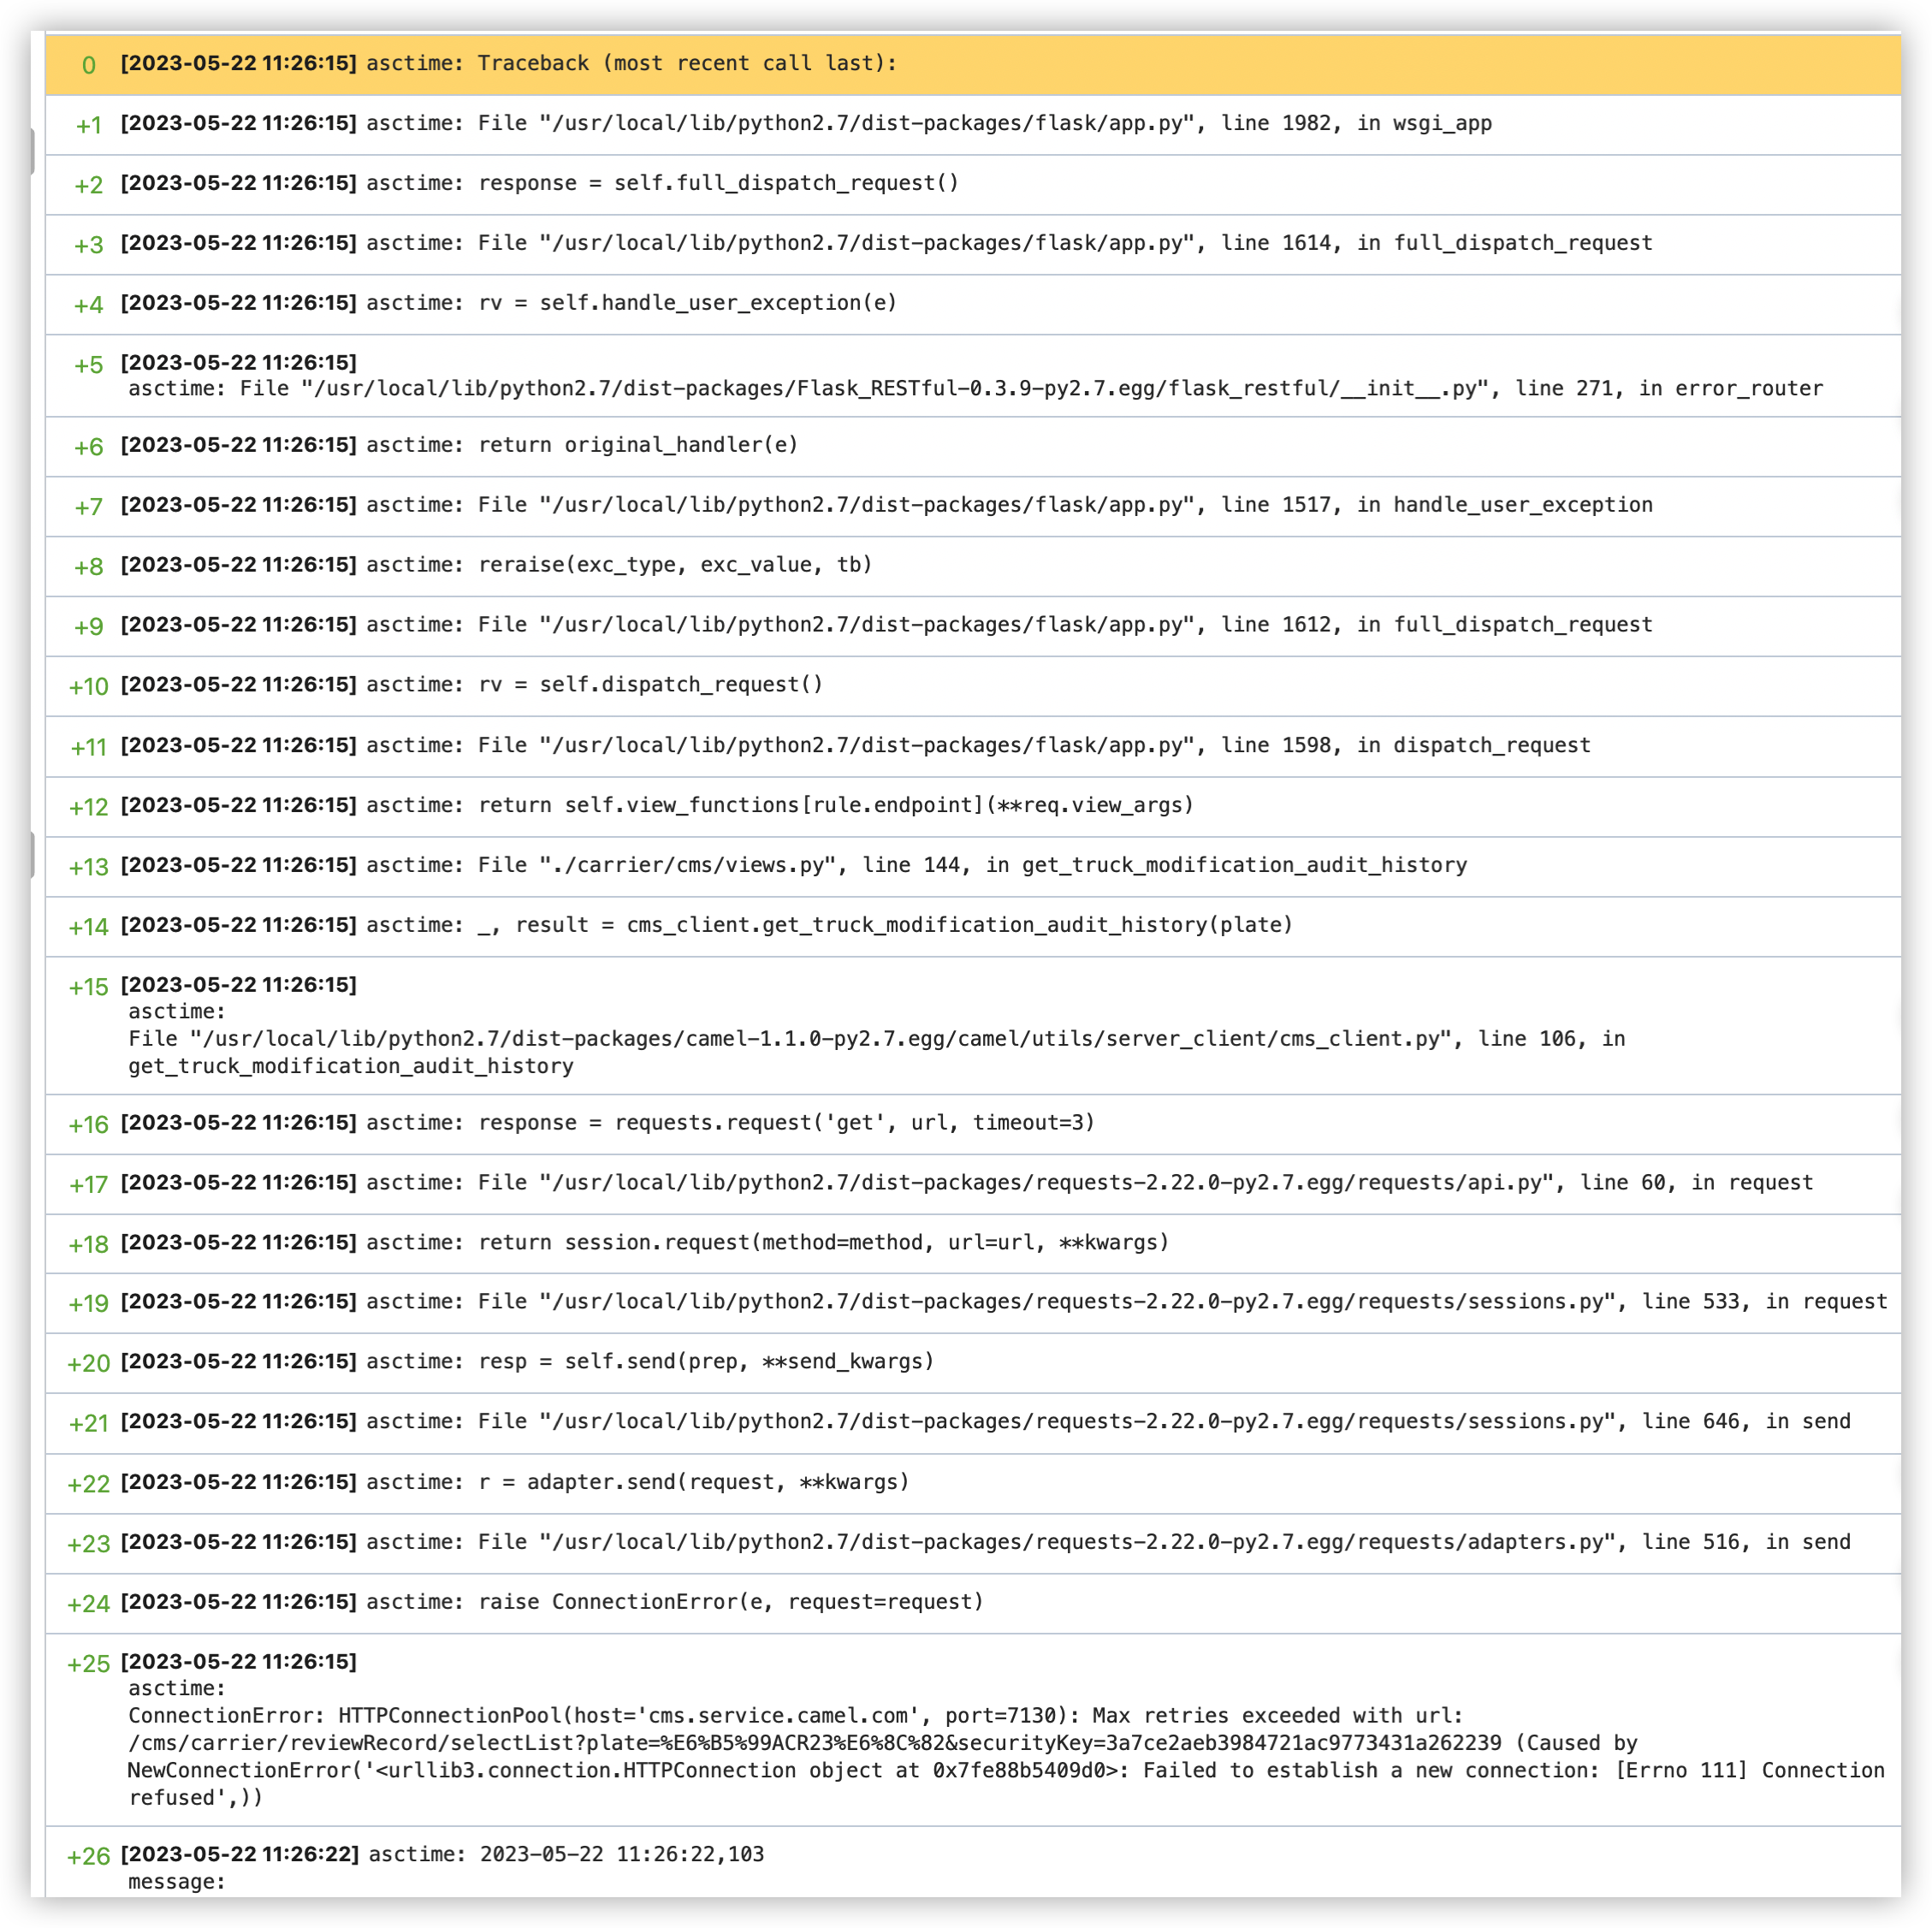 0 [2023-05-22 11:26:15] asctime: Traceback (most recent call last):
+1 [2023-05-22 11:26:15] asctime: File "/usr/local/lib/python2.7/dist-packages/flask/app.py", line 1982, in wsgi_app
+2 [2023-05-22 11:26:15] asctime: response = self.full_dispatch_request()
+3 [2023-05-22 11:26:15] asctime: File "/usr/local/lib/python2.7/dist-packages/flask/app.py", line 1614, in full_dispatch_request
+4 [2023-05-22 11:26:15] asctime: rv = self.handle_user_exception(e)
+5 [2023-05-22 11:26:15]
asctime: File "/usr/local/lib/python2.7/dist-packages/Flask_RESTful-0.3.9-py2.7.egg/flask_restful/__init__.py", line 271, in error_router
+6 [2023-05-22 11:26:15] asctime: return original_handler(e)
+7 [2023-05-22 11:26:15] asctime: File "/usr/local/lib/python2.7/dist-packages/flask/app.py", line 1517, in handle_user_exception
+8 [2023-05-22 11:26:15] asctime: reraise(exc_type, exc_value, tb)
+9 [2023-05-22 11:26:15] asctime: File "/usr/local/lib/python2.7/dist-packages/flask/app.py", line 1612, in full_dispatch_request
+10 [2023-05-22 11:26:15] asctime: rv = self.dispatch_request()
+11 [2023-05-22 11:26:15] asctime: File "/usr/local/lib/python2.7/dist-packages/flask/app.py", line 1598, in dispatch_request
+12 [2023-05-22 11:26:15] asctime: return self.view_functions[rule.endpoint](**req.view_args)
+13 [2023-05-22 11:26:15] asctime: File "./carrier/cms/views.py", line 144, in get_truck_modification_audit_history
+14 [2023-05-22 11:26:15] asctime: _, result = cms_client.get_truck_modification_audit_history(plate)
+15 [2023-05-22 11:26:15]
asctime:
File "/usr/local/lib/python2.7/dist-packages/camel-1.1.0-py2.7.egg/camel/utils/server_client/cms_client.py", line 106, in
get_truck_modification_audit_history
+16 [2023-05-22 11:26:15] asctime: response = requests.request('get', url, timeout=3)
+17 [2023-05-22 11:26:15] asctime: File "/usr/local/lib/python2.7/dist-packages/requests-2.22.0-py2.7.egg/requests/api.py", line 60, in request
+18 [2023-05-22 11:26:15] asctime: return session.request(method=method, url=url, **kwargs)
+19 [2023-05-22 11:26:15] asctime: File "/usr/local/lib/python2.7/dist-packages/requests-2.22.0-py2.7.egg/requests/sessions.py", line 533, in request
+20 [2023-05-22 11:26:15] asctime: resp = self.send(prep, **send_kwargs)
+21 [2023-05-22 11:26:15] asctime: File "/usr/local/lib/python2.7/dist-packages/requests-2.22.0-py2.7.egg/requests/sessions.py", line 646, in send
+22 [2023-05-22 11:26:15] asctime: r = adapter.send(request, **kwargs)
+23 [2023-05-22 11:26:15] asctime: File "/usr/local/lib/python2.7/dist-packages/requests-2.22.0-py2.7.egg/requests/adapters.py", line 516, in send
+24 [2023-05-22 11:26:15] asctime: raise ConnectionError(e, request=request)
+25 [2023-05-22 11:26:15]
asctime:
ConnectionError: HTTPConnectionPool(host='cms.service.camel.com', port=7130): Max retries exceeded with url:
/cms/carrier/reviewRecord/selectList?plate=%E6%B5%99ACR23%E6%8C%82&securityKey=3a7ce2aeb3984721ac9773431a262239 (Caused by
NewConnectionError('<urllib3.connection.HTTPConnection object at 0x7fe88b5409d0>: Failed to establish a new connection: [Errno 111] Connection
refused',))
+26 [2023-05-22 11:26:22] asctime: 2023-05-22 11:26:22,103
message: